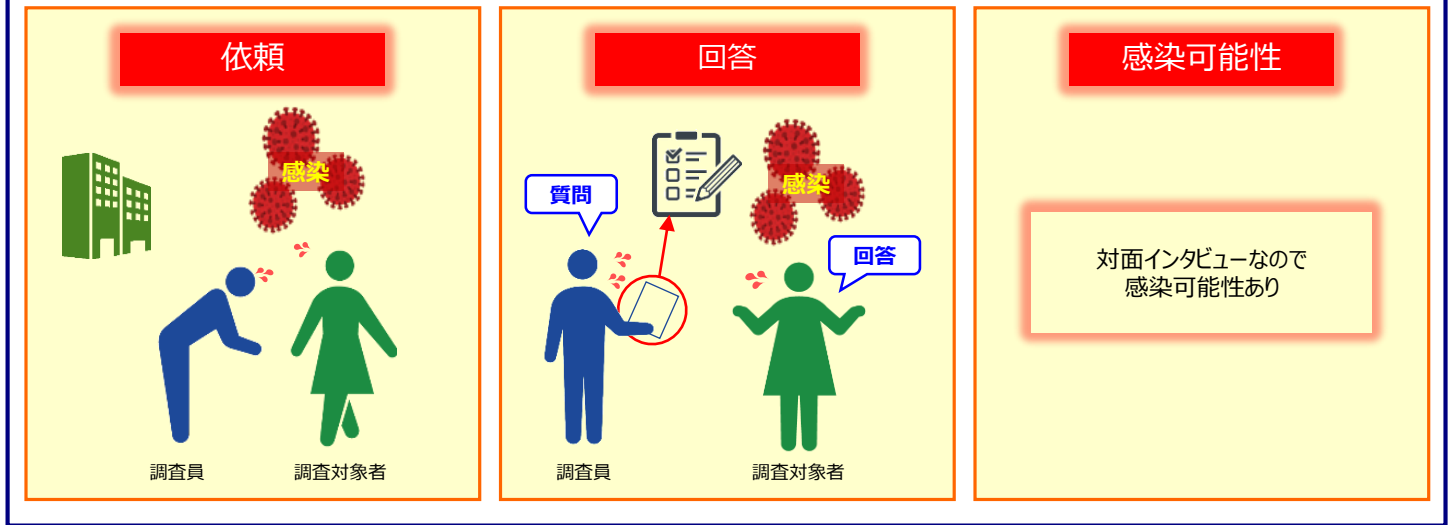 依頼
感染
調査員
調査対象者
回答
感染
質問
回答
調査員
調査対象者
感染可能性
対面インタビューなので
感染可能性あり